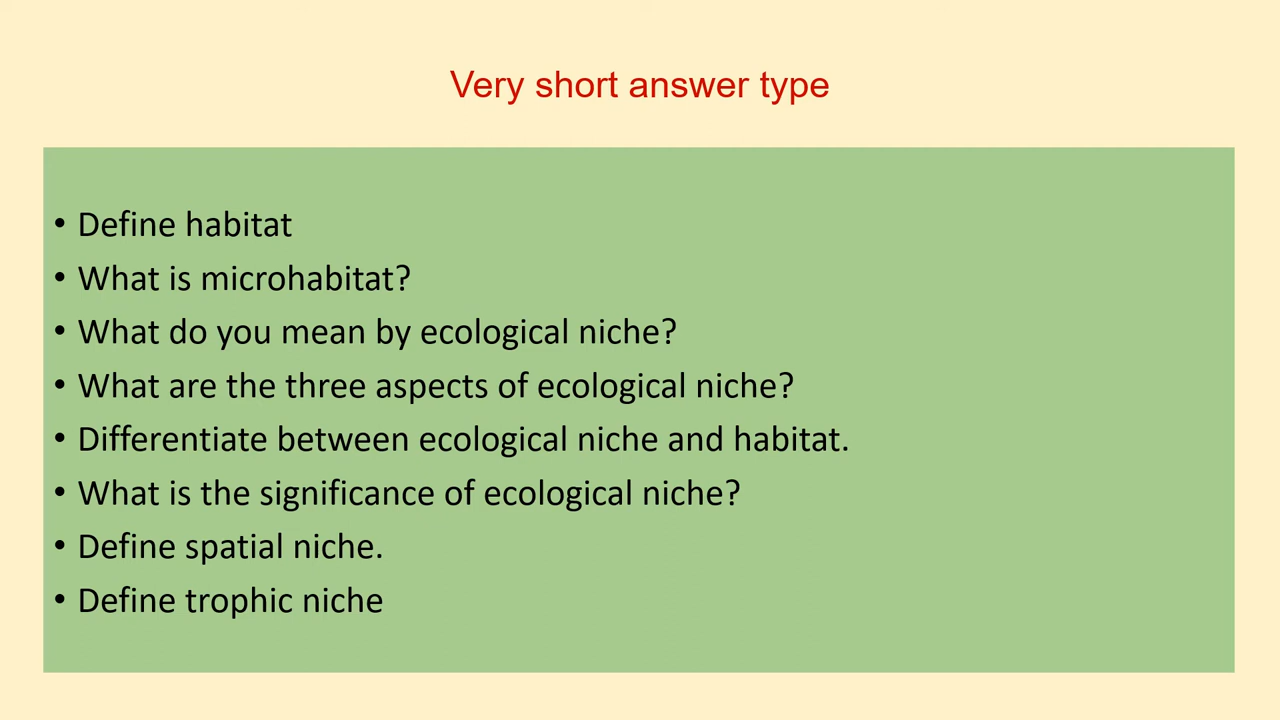 Very short answer type
• Define habitat
• What is microhabitat?
• What do you mean by ecological niche?
• What are the three aspects of ecological niche?
• Differentiate between ecological niche and habitat.
• What is the significance of ecological niche?
• Define spatial niche.
• Define trophic niche